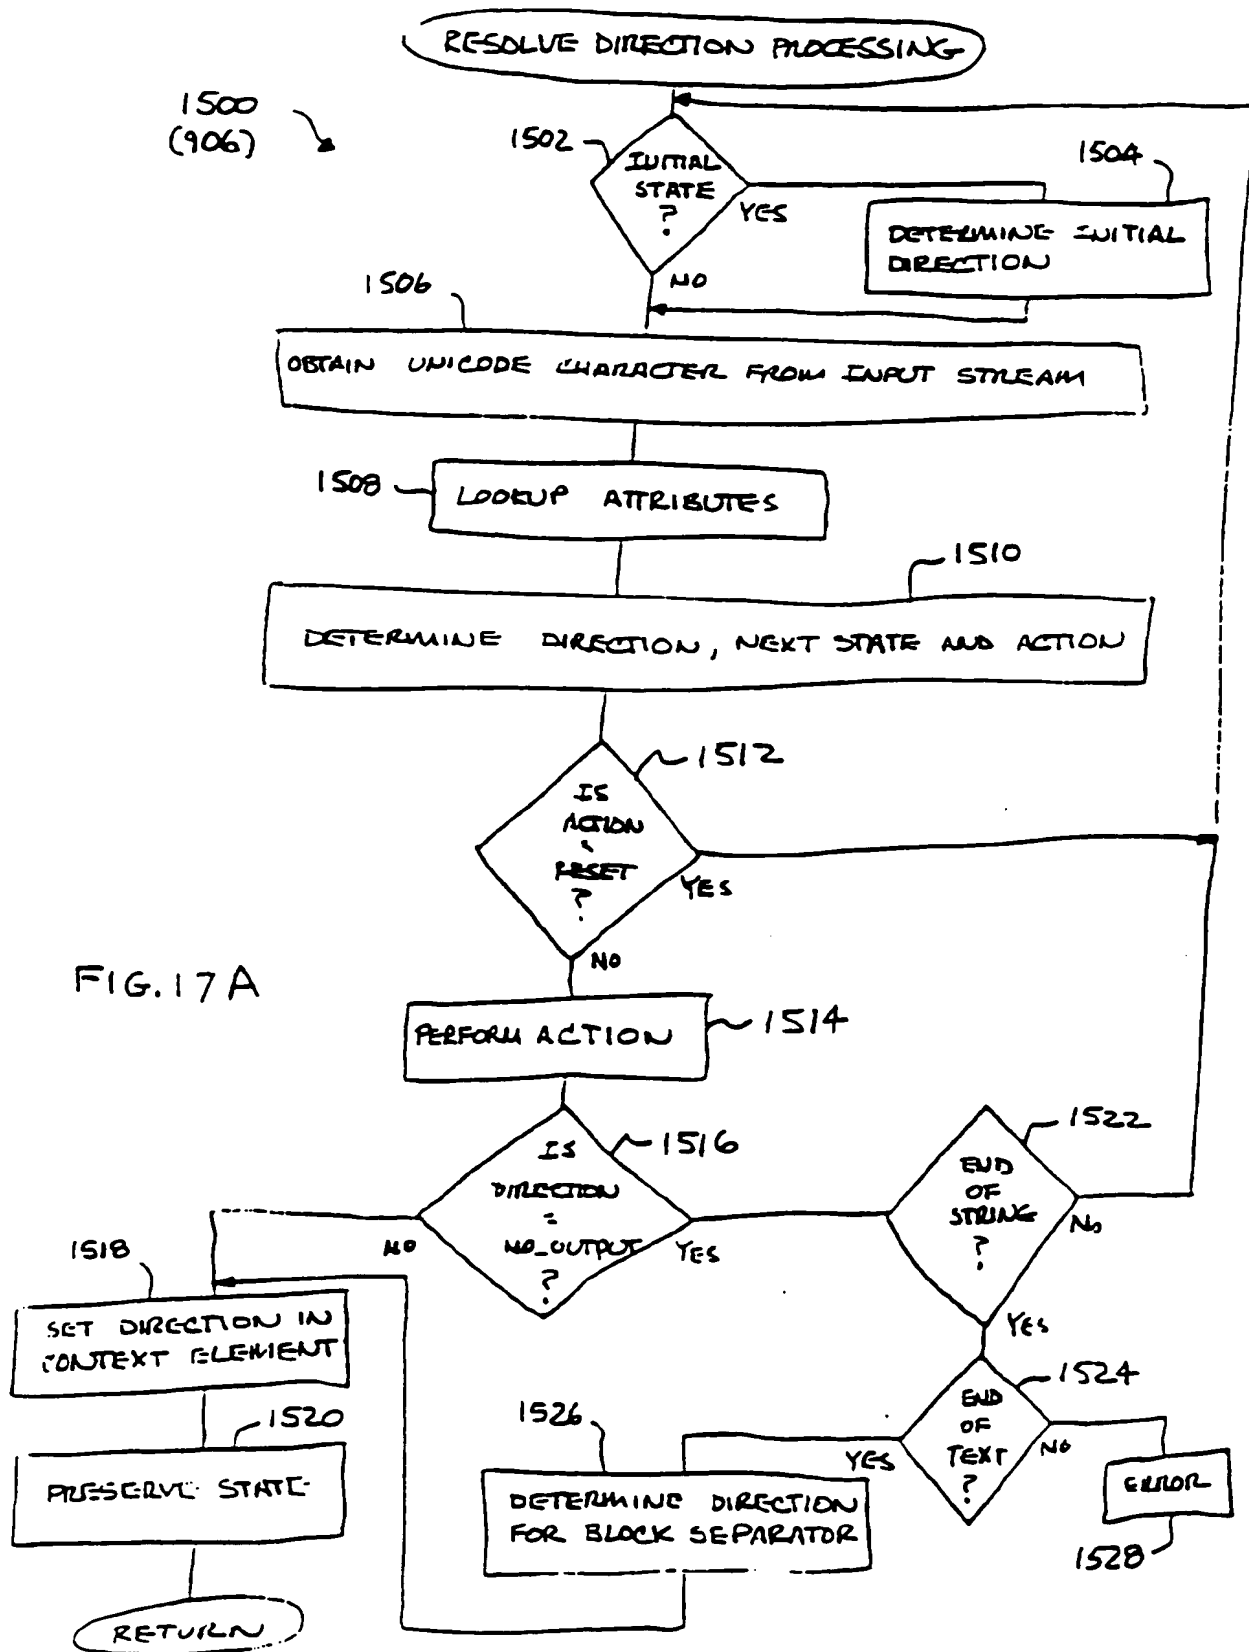 RESOLVE DIRECTION PROCESSING
1500
(906)
1502
INITIAL
STATE
?
YES
NO
1504
DETERMINE INITIAL
DIRECTION
1506
OBTAIN UNICODE CHARACTER FROM INPUT STREAM
1508
LOOKUP ATTRIBUTES
1510
DETERMINE DIRECTION, NEXT STATE AND ACTION
1512
IS
ACTION
=
RESET
?
YES
NO
FIG. 17A
PERFORM ACTION
1514
1516
IS
DIRECTION
=
NO_OUTPUT
?
NO
YES
1522
END
OF
STRING
?
NO
YES
1518
SET DIRECTION IN
CONTEXT ELEMENT
1520
PRESERVE STATE
RETURN
1524
END
OF
TEXT
?
YES
NO
1526
DETERMINE DIRECTION
FOR BLOCK SEPARATOR
ERROR
1528